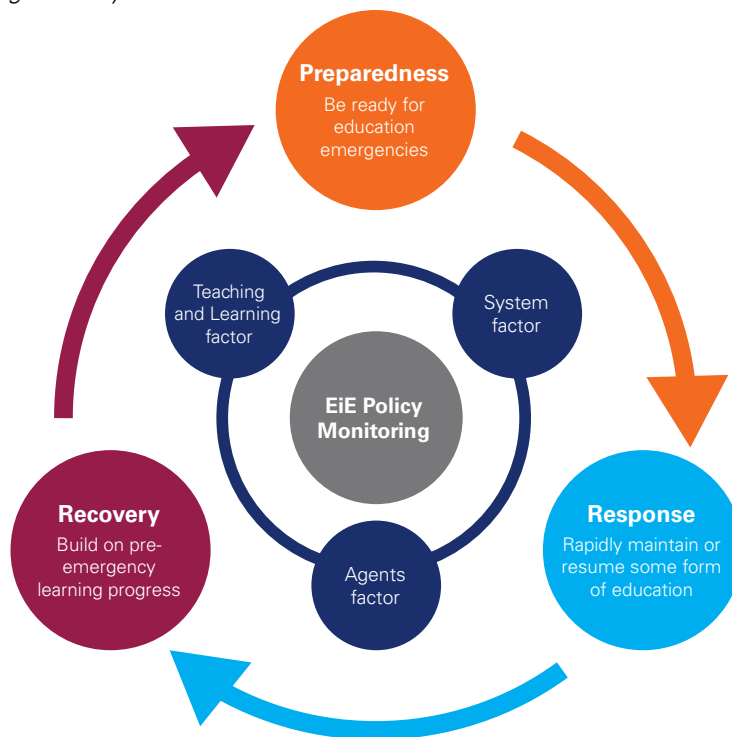 Preparedness
Be ready for
education
emergencies
Teaching
and Learning
factor
System
factor
EiE Policy
Monitoring
Recovery
Build on pre-
emergency
learning progress
Response
Rapidly maintain or
resume some form
of education
Agents
factor